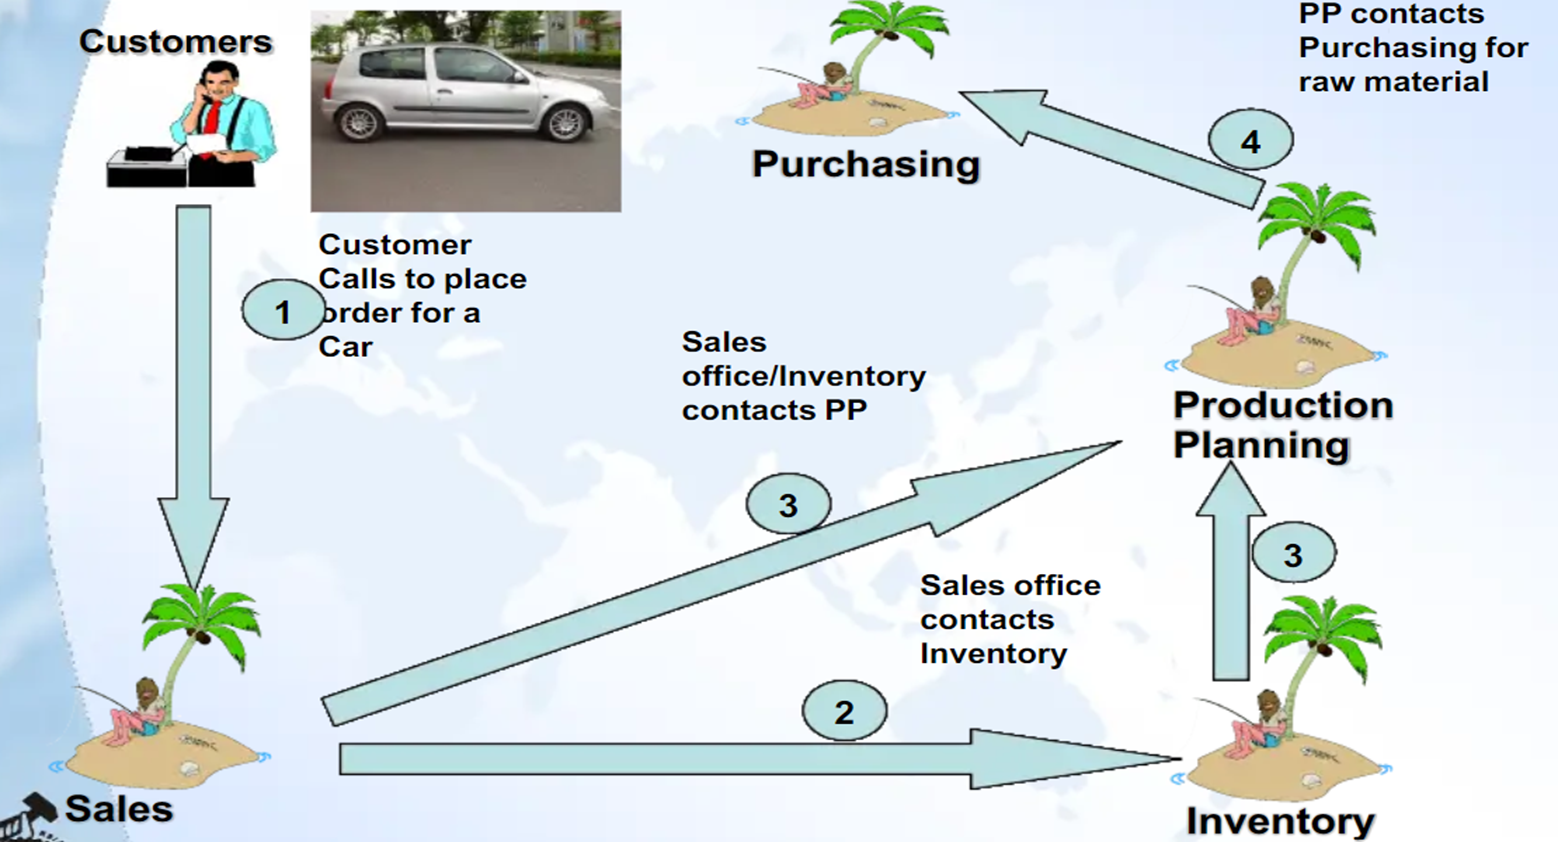 Customers
1
Customer
Calls to place
order for a
Car
Sales
Purchasing
PP contacts
Purchasing for
raw material
4
Production
Planning
Sales
office/Inventory
contacts PP
3
3
Sales office
contacts
Inventory
2
Inventory